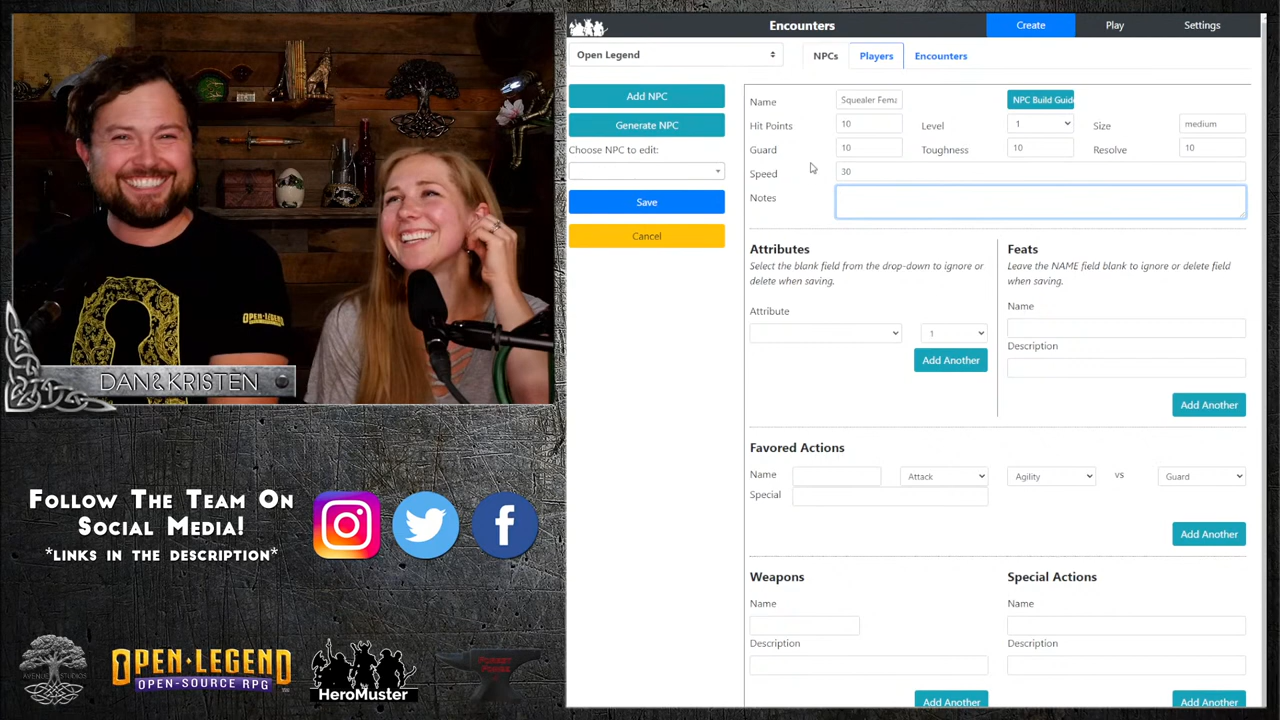 Encounters
Create
Play
Settings
Open Legend
NPCs
Players
Encounters
Add NPC
Generate NPC
Choose NPC to edit:
Save
Cancel
Name
Squealer Fema
NPC Build Guide
Hit Points
10
Level
1
Size
medium
Guard
10
Toughness
10
Resolve
10
Speed
30
Notes
Attributes
Select the blank field from the drop-down to ignore or
delete when saving.
Attribute
1
Add Another
Feats
Leave the NAME field blank to ignore or delete field
when saving.
Name
Description
Add Another
Favored Actions
Name
Attack
Agility
vs
Guard
Special
Add Another
Weapons
Name
Description
Add Another
Special Actions
Name
Description
Add Another
OPEN LEGEND
DAN & KRISTEN
FOLLOW THE TEAM ON
SOCIAL MEDIA!
*LINKS IN THE DESCRIPTION*
OPEN LEGEND
OPEN-SOURCE RPG
HeroMuster